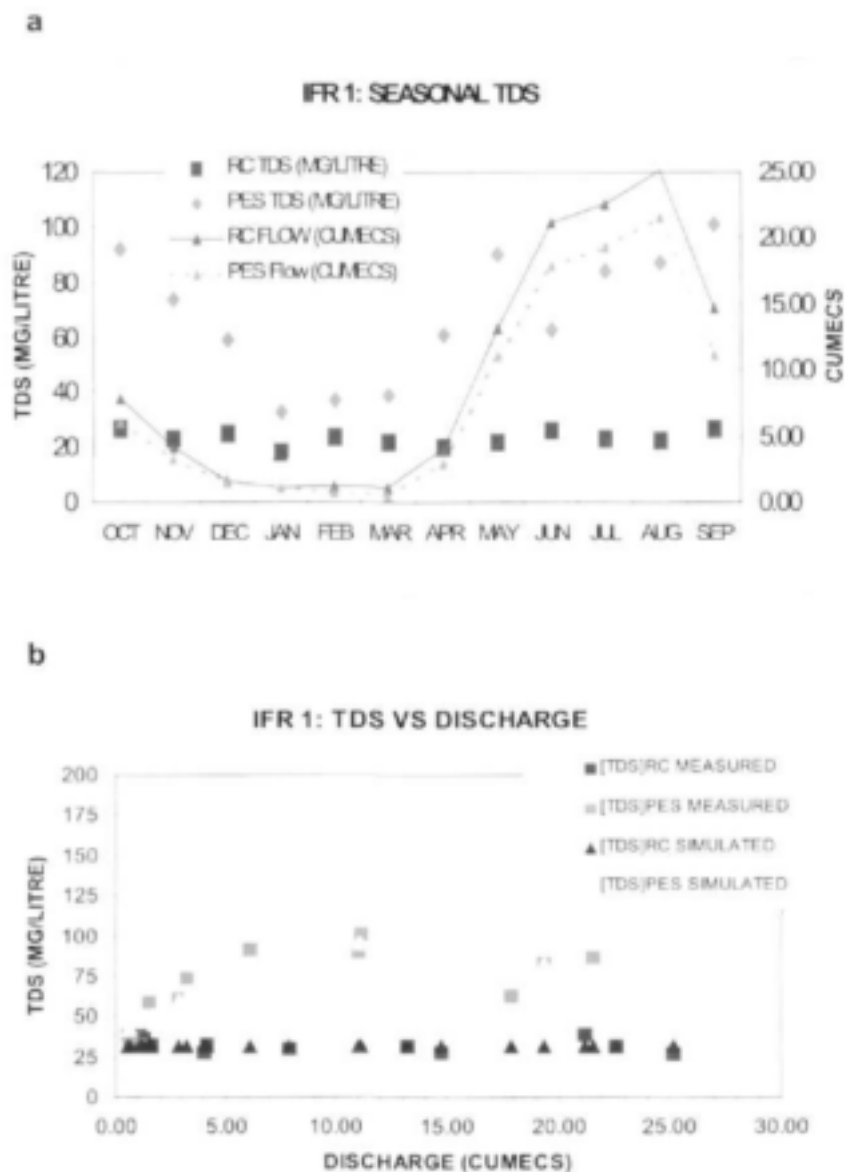 a
IFR 1: SEASONAL TDS
RC TDS (MG/LITRE)
PES TDS (MG/LITRE)
RC FLOW (CUMECS)
PES Flow (CUMECS)
TDS (MG/LITRE)
120
100
80
60
40
20
0
25.00
20.00
15.00
10.00
5.00
0.00
CUMECS
OCT NOV DEC JAN FEB MAR APR MAY JUN JUL AUG SEP
b
IFR 1: TDS VS DISCHARGE
[TDS]RC MEASURED
[TDS]PES MEASURED
[TDS]RC SIMULATED
[TDS]PES SIMULATED
TDS (MG/LITRE)
200
175
150
125
100
75
50
25
0
0.00 5.00 10.00 15.00 20.00 25.00 30.00
DISCHARGE (CUMECS)